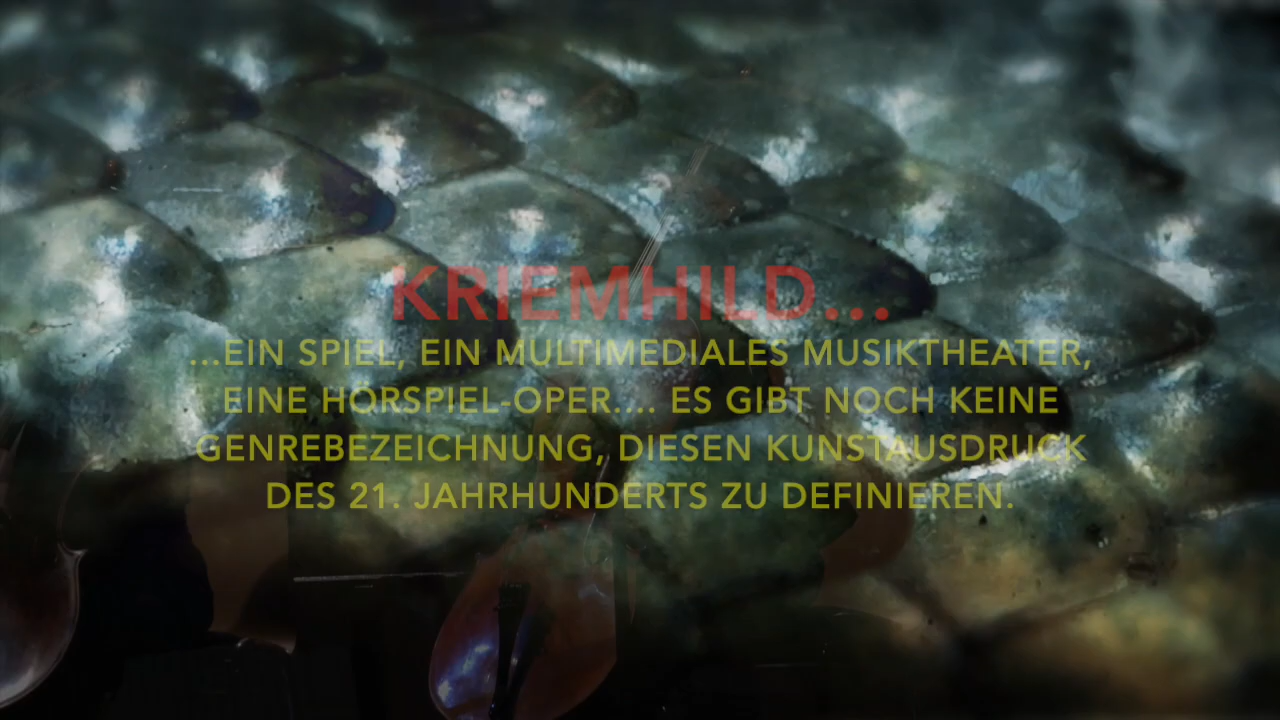 KRIEMHILD...
...EIN SPIEL, EIN MULTIMEDIALES MUSIKTHEATER,
EINE HÖRSPIEL-OPER.... ES GIBT NOCH KEINE
GENREBEZEICHNUNG, DIESEN KUNSTAUSDRUCK
DES 21. JAHRHUNDERTS ZU DEFINIEREN.